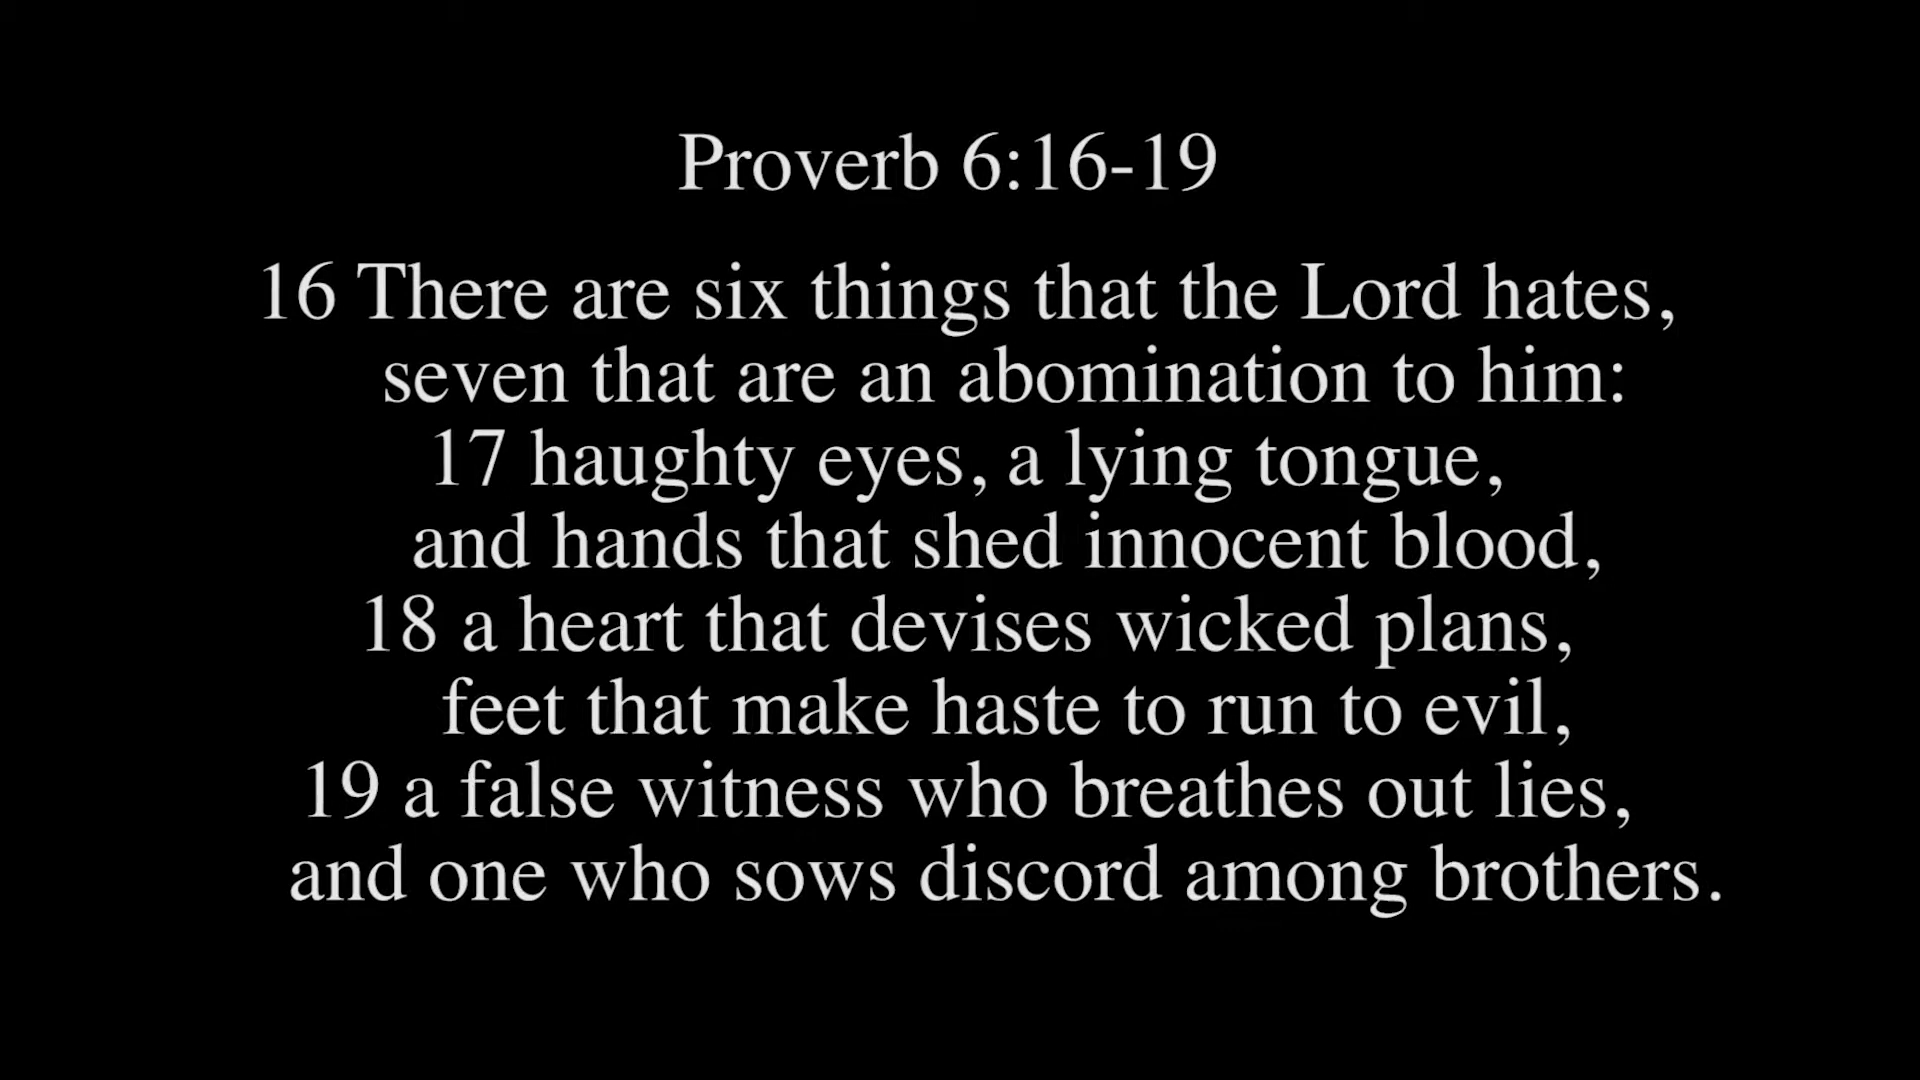 Proverb 6:16-19
16 There are six things that the Lord hates,
seven that are an abomination to him:
17 haughty eyes, a lying tongue,
and hands that shed innocent blood,
18 a heart that devises wicked plans,
feet that make haste to run to evil,
19 a false witness who breathes out lies,
and one who sows discord among brothers.